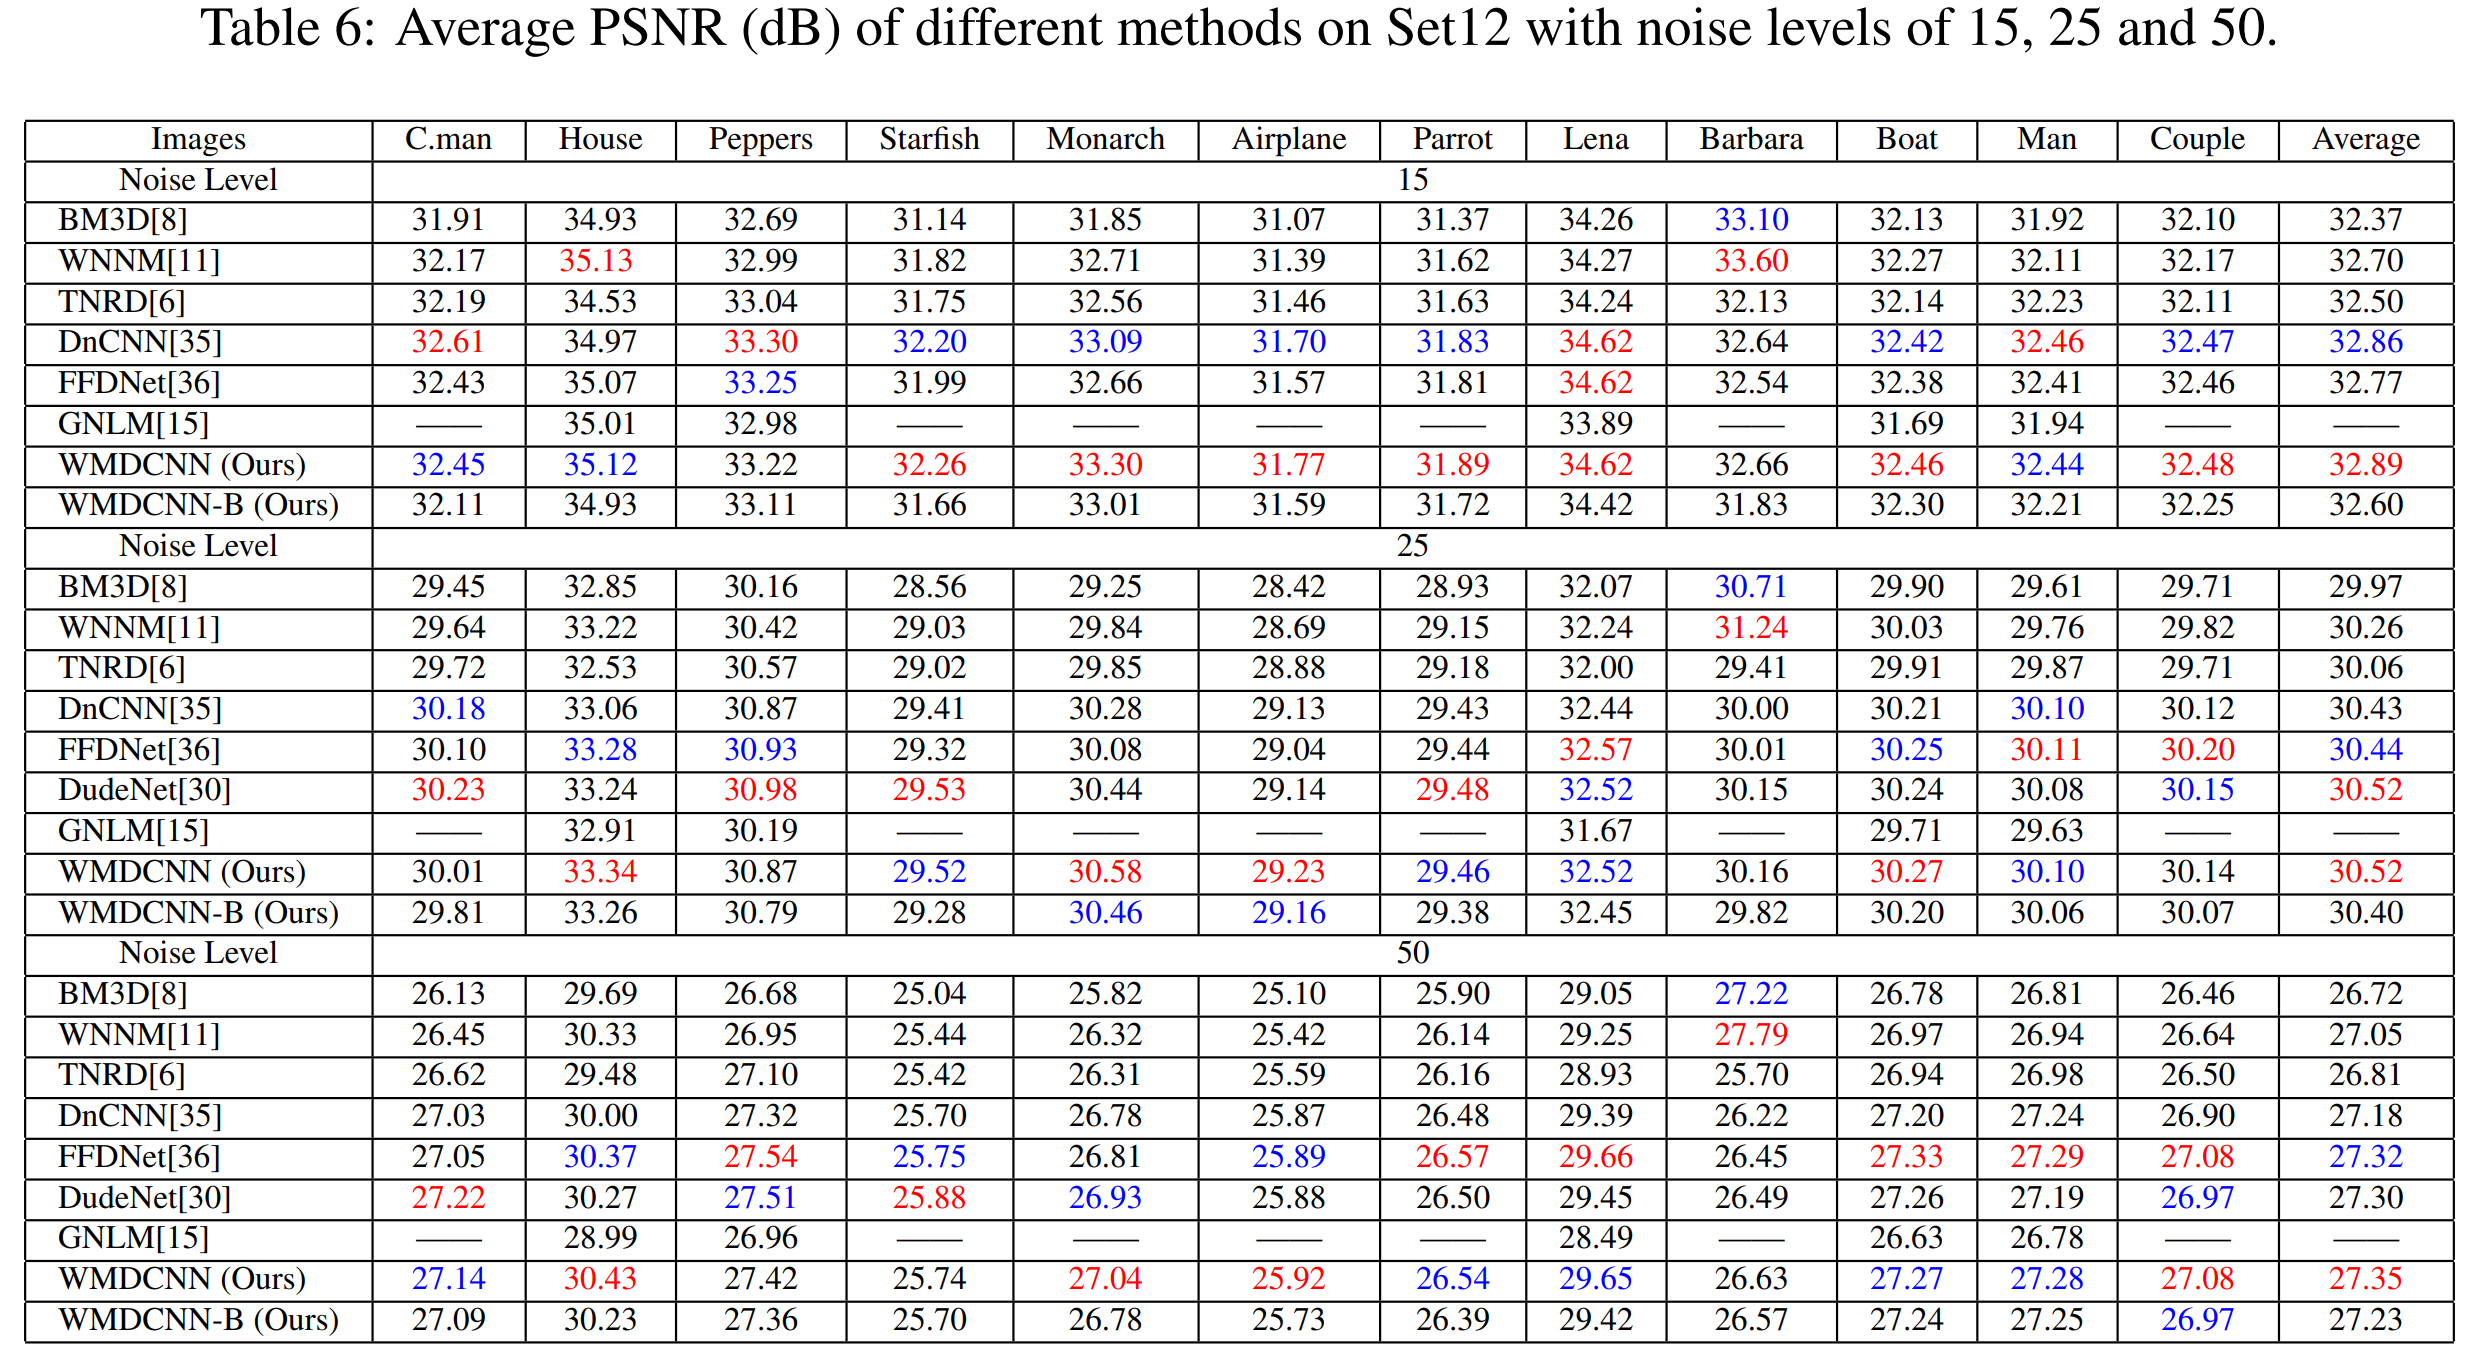 Table 6: Average PSNR (dB) of different methods on Set12 with noise levels of 15, 25 and 50.
Images C.man House Peppers Starfish Monarch Airplane Parrot Lena Barbara Boat Man Couple Average
Noise Level 15
BM3D[8] 31.91 34.93 32.69 31.14 31.85 31.07 31.37 34.26 33.10 32.13 31.92 32.10 32.37
WNNM[11] 32.17 35.13 32.99 31.82 32.71 31.39 31.62 34.27 33.60 32.27 32.11 32.17 32.70
TNRD[6] 32.19 34.53 33.04 31.75 32.56 31.46 31.63 34.24 32.13 32.14 32.23 32.11 32.50
DnCNN[35] 32.61 34.97 33.30 32.20 33.09 31.70 31.83 34.62 32.64 32.42 32.46 32.47 32.86
FFDNet[36] 32.43 35.07 33.25 31.99 32.66 31.57 31.81 34.62 32.54 32.38 32.41 32.46 32.77
GNLM[15] —— 35.01 32.98 —— —— —— —— 33.89 —— 31.69 31.94 —— ——
WMDCNN (Ours) 32.45 35.12 33.22 32.26 33.30 31.77 31.89 34.62 32.66 32.46 32.44 32.48 32.89
WMDCNN-B (Ours) 32.11 34.93 33.11 31.66 33.01 31.59 31.72 34.42 31.83 32.30 32.21 32.25 32.60
Noise Level 25
BM3D[8] 29.45 32.85 30.16 28.56 29.25 28.42 28.93 32.07 30.71 29.90 29.61 29.71 29.97
WNNM[11] 29.64 33.22 30.42 29.03 29.84 28.69 29.15 32.24 31.24 30.03 29.76 29.82 30.26
TNRD[6] 29.72 32.53 30.57 29.02 29.85 28.88 29.18 32.00 29.41 29.91 29.87 29.71 30.06
DnCNN[35] 30.18 33.06 30.87 29.41 30.28 29.13 29.43 32.44 30.00 30.21 30.10 30.12 30.43
FFDNet[36] 30.10 33.28 30.93 29.32 30.08 29.04 29.44 32.57 30.01 30.25 30.11 30.20 30.44
DudeNet[30] 30.23 33.24 30.98 29.53 30.44 29.14 29.48 32.52 30.15 30.24 30.08 30.15 30.52
GNLM[15] —— 32.91 30.19 —— —— —— —— 31.67 —— 29.71 29.63 —— ——
WMDCNN (Ours) 30.01 33.34 30.87 29.52 30.58 29.23 29.46 32.52 30.16 30.27 30.10 30.14 30.52
WMDCNN-B (Ours) 29.81 33.26 30.79 29.28 30.46 29.16 29.38 32.45 29.82 30.20 30.06 30.07 30.40
Noise Level 50
BM3D[8] 26.13 29.69 26.68 25.04 25.82 25.10 25.90 29.05 27.22 26.78 26.81 26.46 26.72
WNNM[11] 26.45 30.33 26.95 25.44 26.32 25.42 26.14 29.25 27.79 26.97 26.94 26.64 27.05
TNRD[6] 26.62 29.48 27.10 25.42 26.31 25.59 26.16 28.93 25.70 26.94 26.98 26.50 26.81
DnCNN[35] 27.03 30.00 27.32 25.70 26.78 25.87 26.48 29.39 26.22 27.20 27.24 26.90 27.18
FFDNet[36] 27.05 30.37 27.54 25.75 26.81 25.89 26.57 29.66 26.45 27.33 27.29 27.08 27.32
DudeNet[30] 27.22 30.27 27.51 25.88 26.93 25.88 26.50 29.45 26.49 27.26 27.19 26.97 27.30
GNLM[15] —— 28.99 26.96 —— —— —— —— 28.49 —— 26.63 26.78 —— ——
WMDCNN (Ours) 27.14 30.43 27.42 25.74 27.04 25.92 26.54 29.65 26.63 27.27 27.28 27.08 27.35
WMDCNN-B (Ours) 27.09 30.23 27.36 25.70 26.78 25.73 26.39 29.42 26.57 27.24 27.25 26.97 27.23